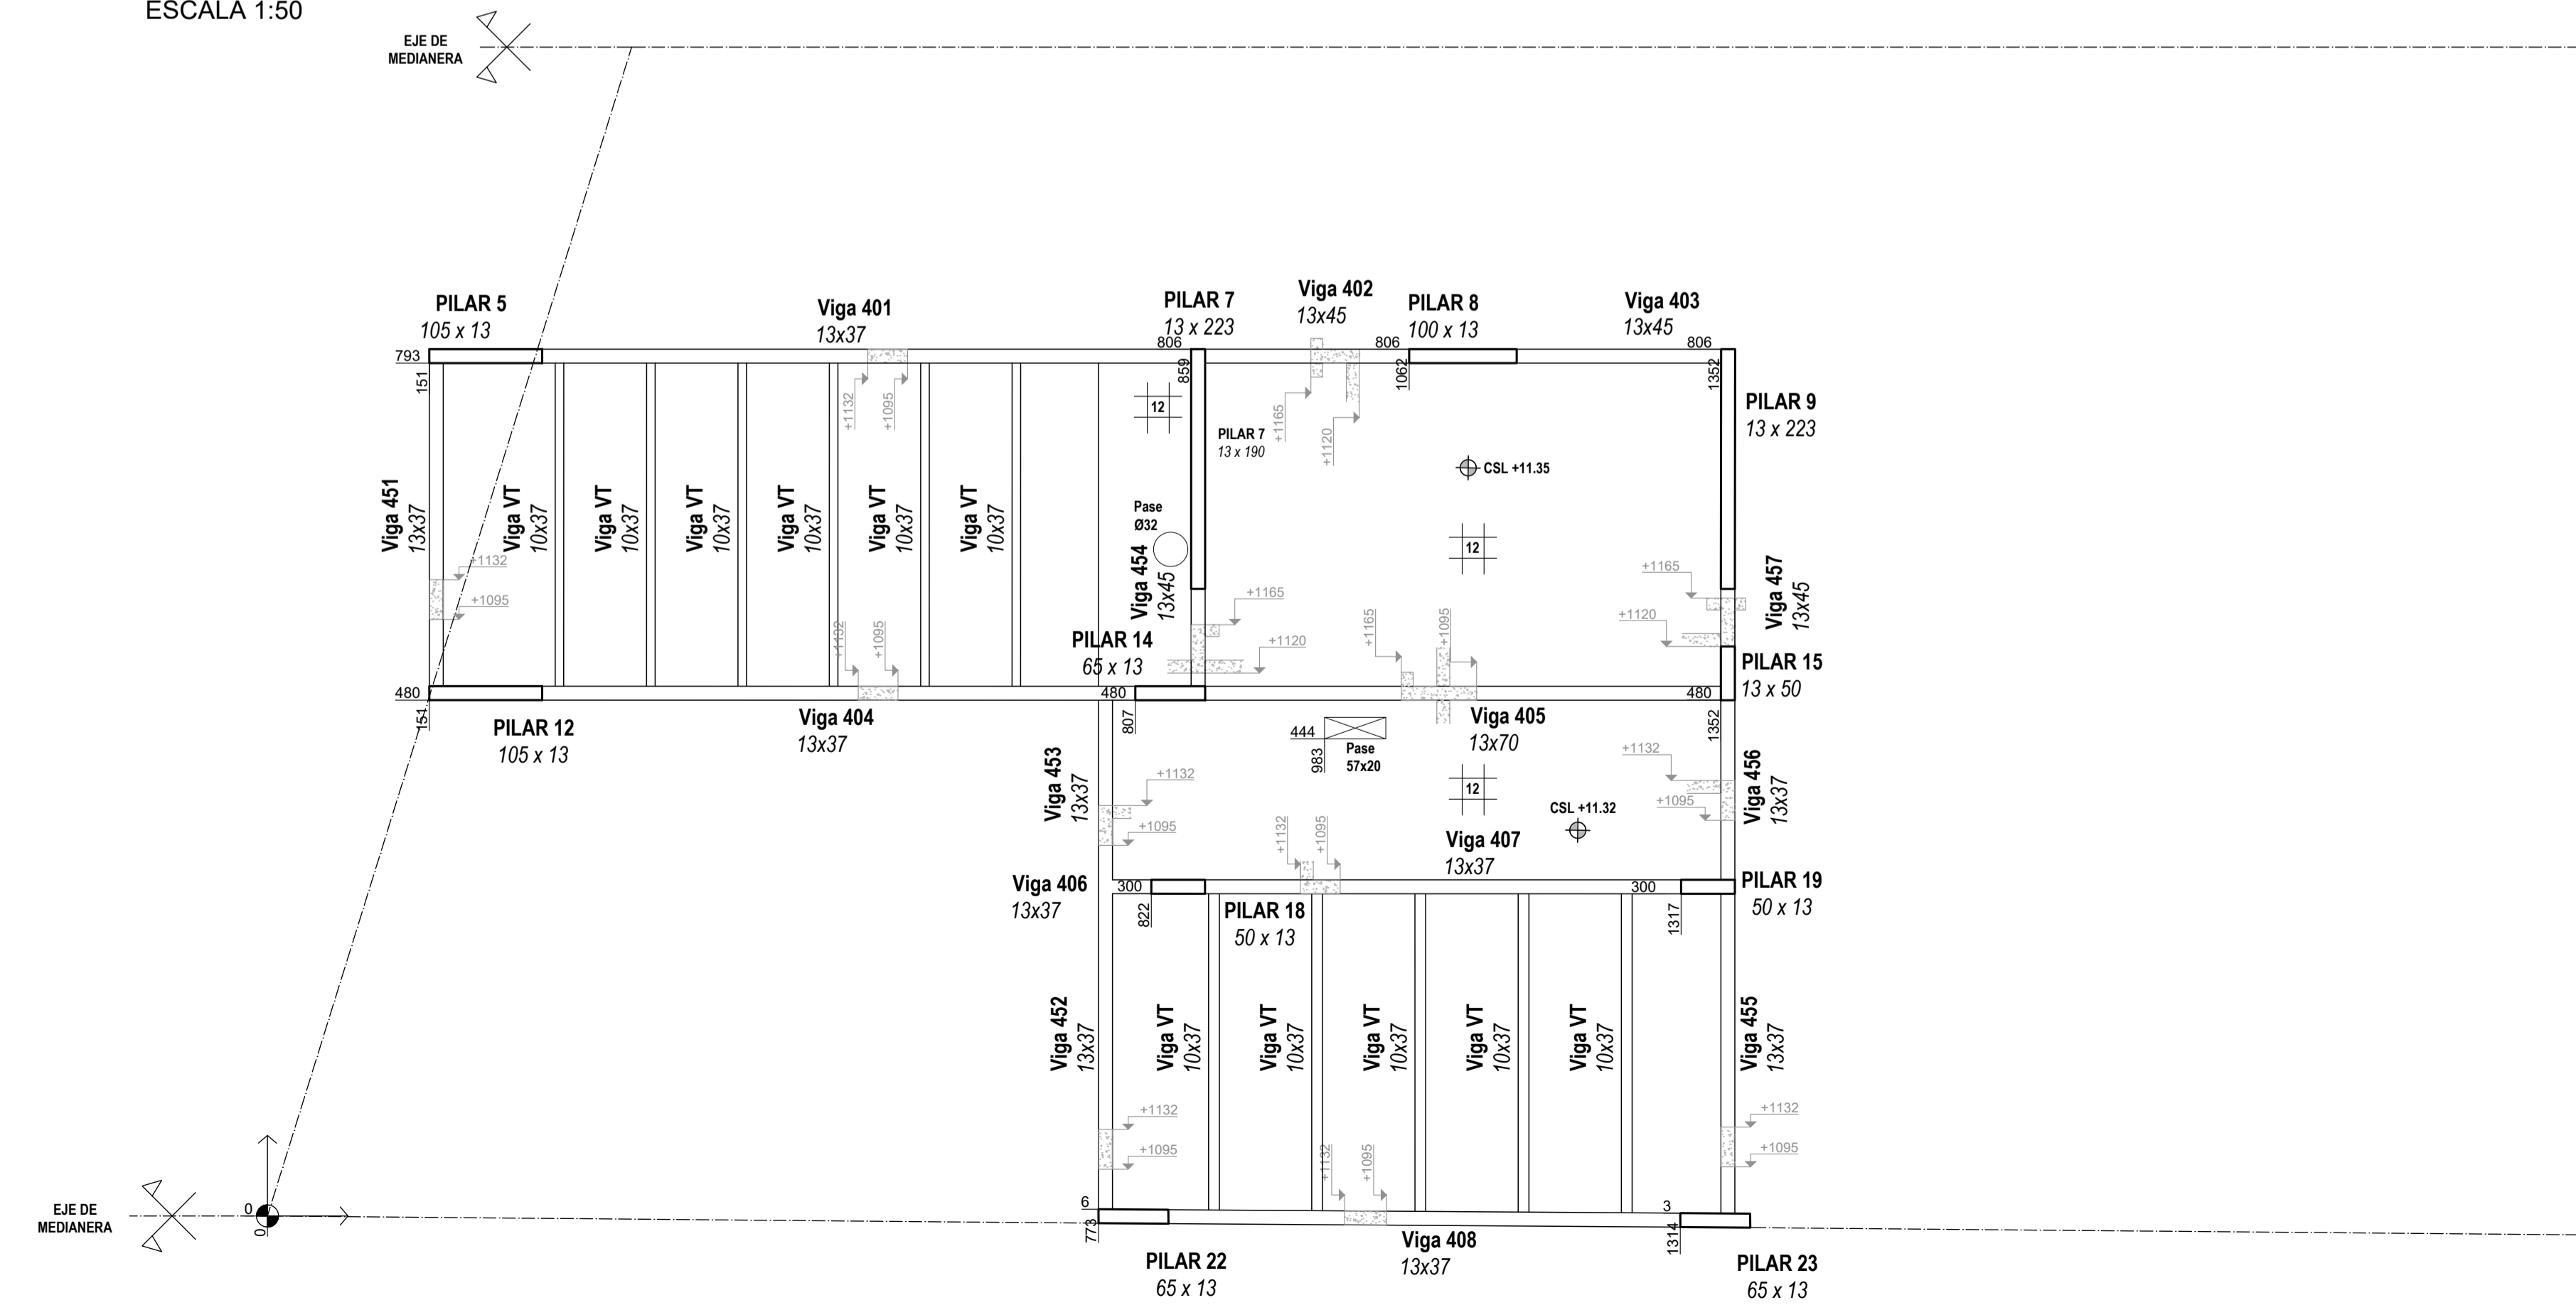 ESCALA 1:50
EJE DE
MEDIANERA
PILAR 5
105 x 13
Viga 401
13x37
PILAR 7
13 x 223
Viga 402
13x45
PILAR 8
100 x 13
Viga 403
13x45
793
151
806
859
806
1062
806
1352
+1132
+1095
12
PILAR 7
13 x 190
+1165
+1120
PILAR 9
13 x 223
CSL +11.35
Viga 451
13x37
Viga VT
10x37
Viga VT
10x37
Viga VT
10x37
Viga VT
10x37
Viga VT
10x37
Viga VT
10x37
Pase
Ø32
12
Viga 454
13x45
+1132
+1095
+1165
+1120
+1165
+1120
Viga 457
13x45
+1132
+1095
PILAR 14
65 x 13
+1165
+1095
PILAR 15
13 x 50
480
151
480
807
480
1352
PILAR 12
105 x 13
Viga 404
13x37
Viga 405
13x70
444
983
Pase
57x20
Viga 453
13x37
+1132
+1095
12
CSL +11.32
+1132
+1095
Viga 456
13x37
+1132
+1095
Viga 407
13x37
Viga 406
13x37
300
822
300
1317
PILAR 18
50 x 13
PILAR 19
50 x 13
Viga 452
13x37
Viga VT
10x37
Viga VT
10x37
Viga VT
10x37
Viga VT
10x37
Viga VT
10x37
Viga 455
13x37
+1132
+1095
+1132
+1095
+1132
+1095
EJE DE
MEDIANERA
0
0
6
773
3
1314
Viga 408
13x37
PILAR 22
65 x 13
PILAR 23
65 x 13